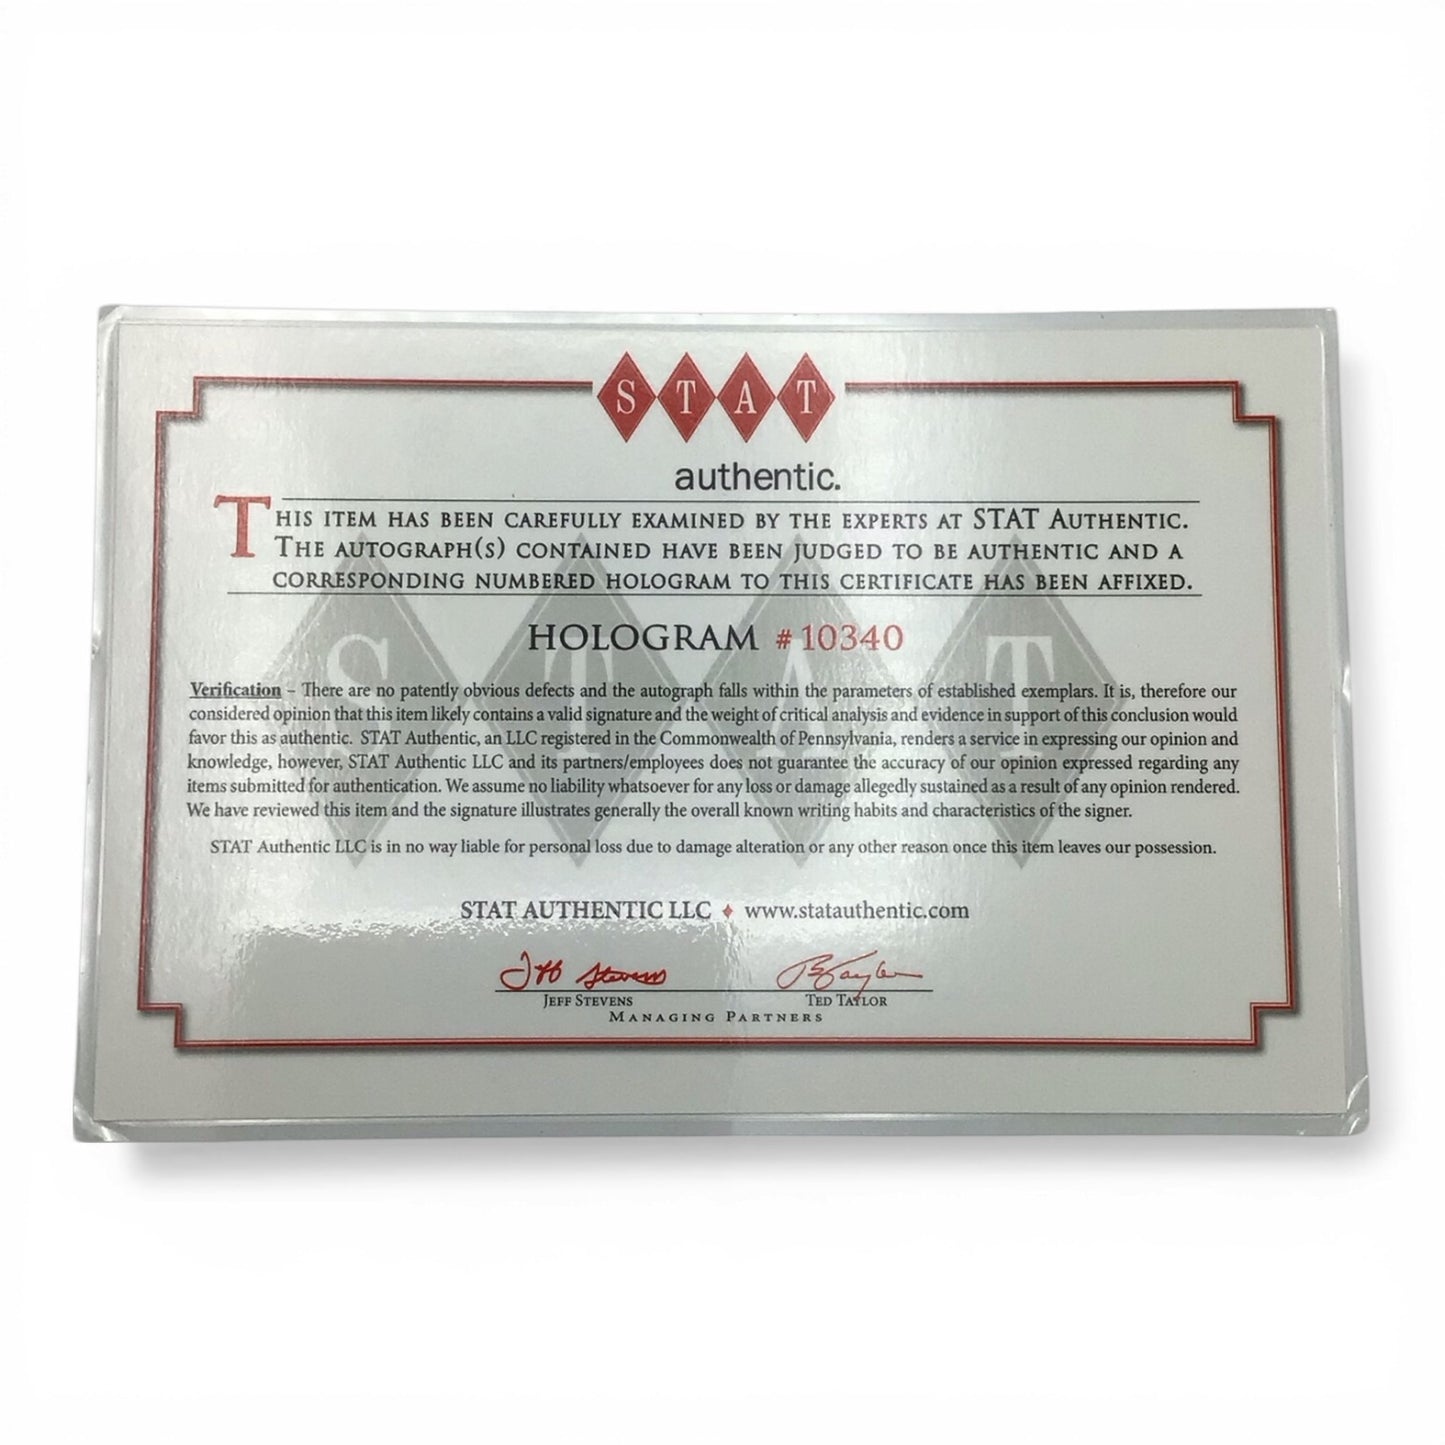 STAT
authentic.
THIS ITEM HAS BEEN CAREFULLY EXAMINED BY THE EXPERTS AT STAT AUTHENTIC.
THE AUTOGRAPH(S) CONTAINED HAVE BEEN JUDGED TO BE AUTHENTIC AND A
CORRESPONDING NUMBERED HOLOGRAM TO THIS CERTIFICATE HAS BEEN AFFIXED.
HOLOGRAM #10340
STAT
Verification – There are no patently obvious defects and the autograph falls within the parameters of established exemplars. It is, therefore our
considered opinion that this item likely contains a valid signature and the weight of critical analysis and evidence in support of this conclusion would
favor this as authentic. STAT Authentic, an LLC registered in the Commonwealth of Pennsylvania, renders a service in expressing our opinion and
knowledge, however, STAT Authentic LLC and its partners/employees does not guarantee the accuracy of our opinion expressed regarding any
items submitted for authentication. We assume no liability whatsoever for any loss or damage allegedly sustained as a result of any opinion rendered.
We have reviewed this item and the signature illustrates generally the overall known writing habits and characteristics of the signer.
STAT Authentic LLC is in no way liable for personal loss due to damage alteration or any other reason once this item leaves our possession.
STAT AUTHENTIC LLC ♦ www.statauthentic.com
Jeff Stevens
JEFF STEVENS TED TAYLOR
MANAGING PARTNERS